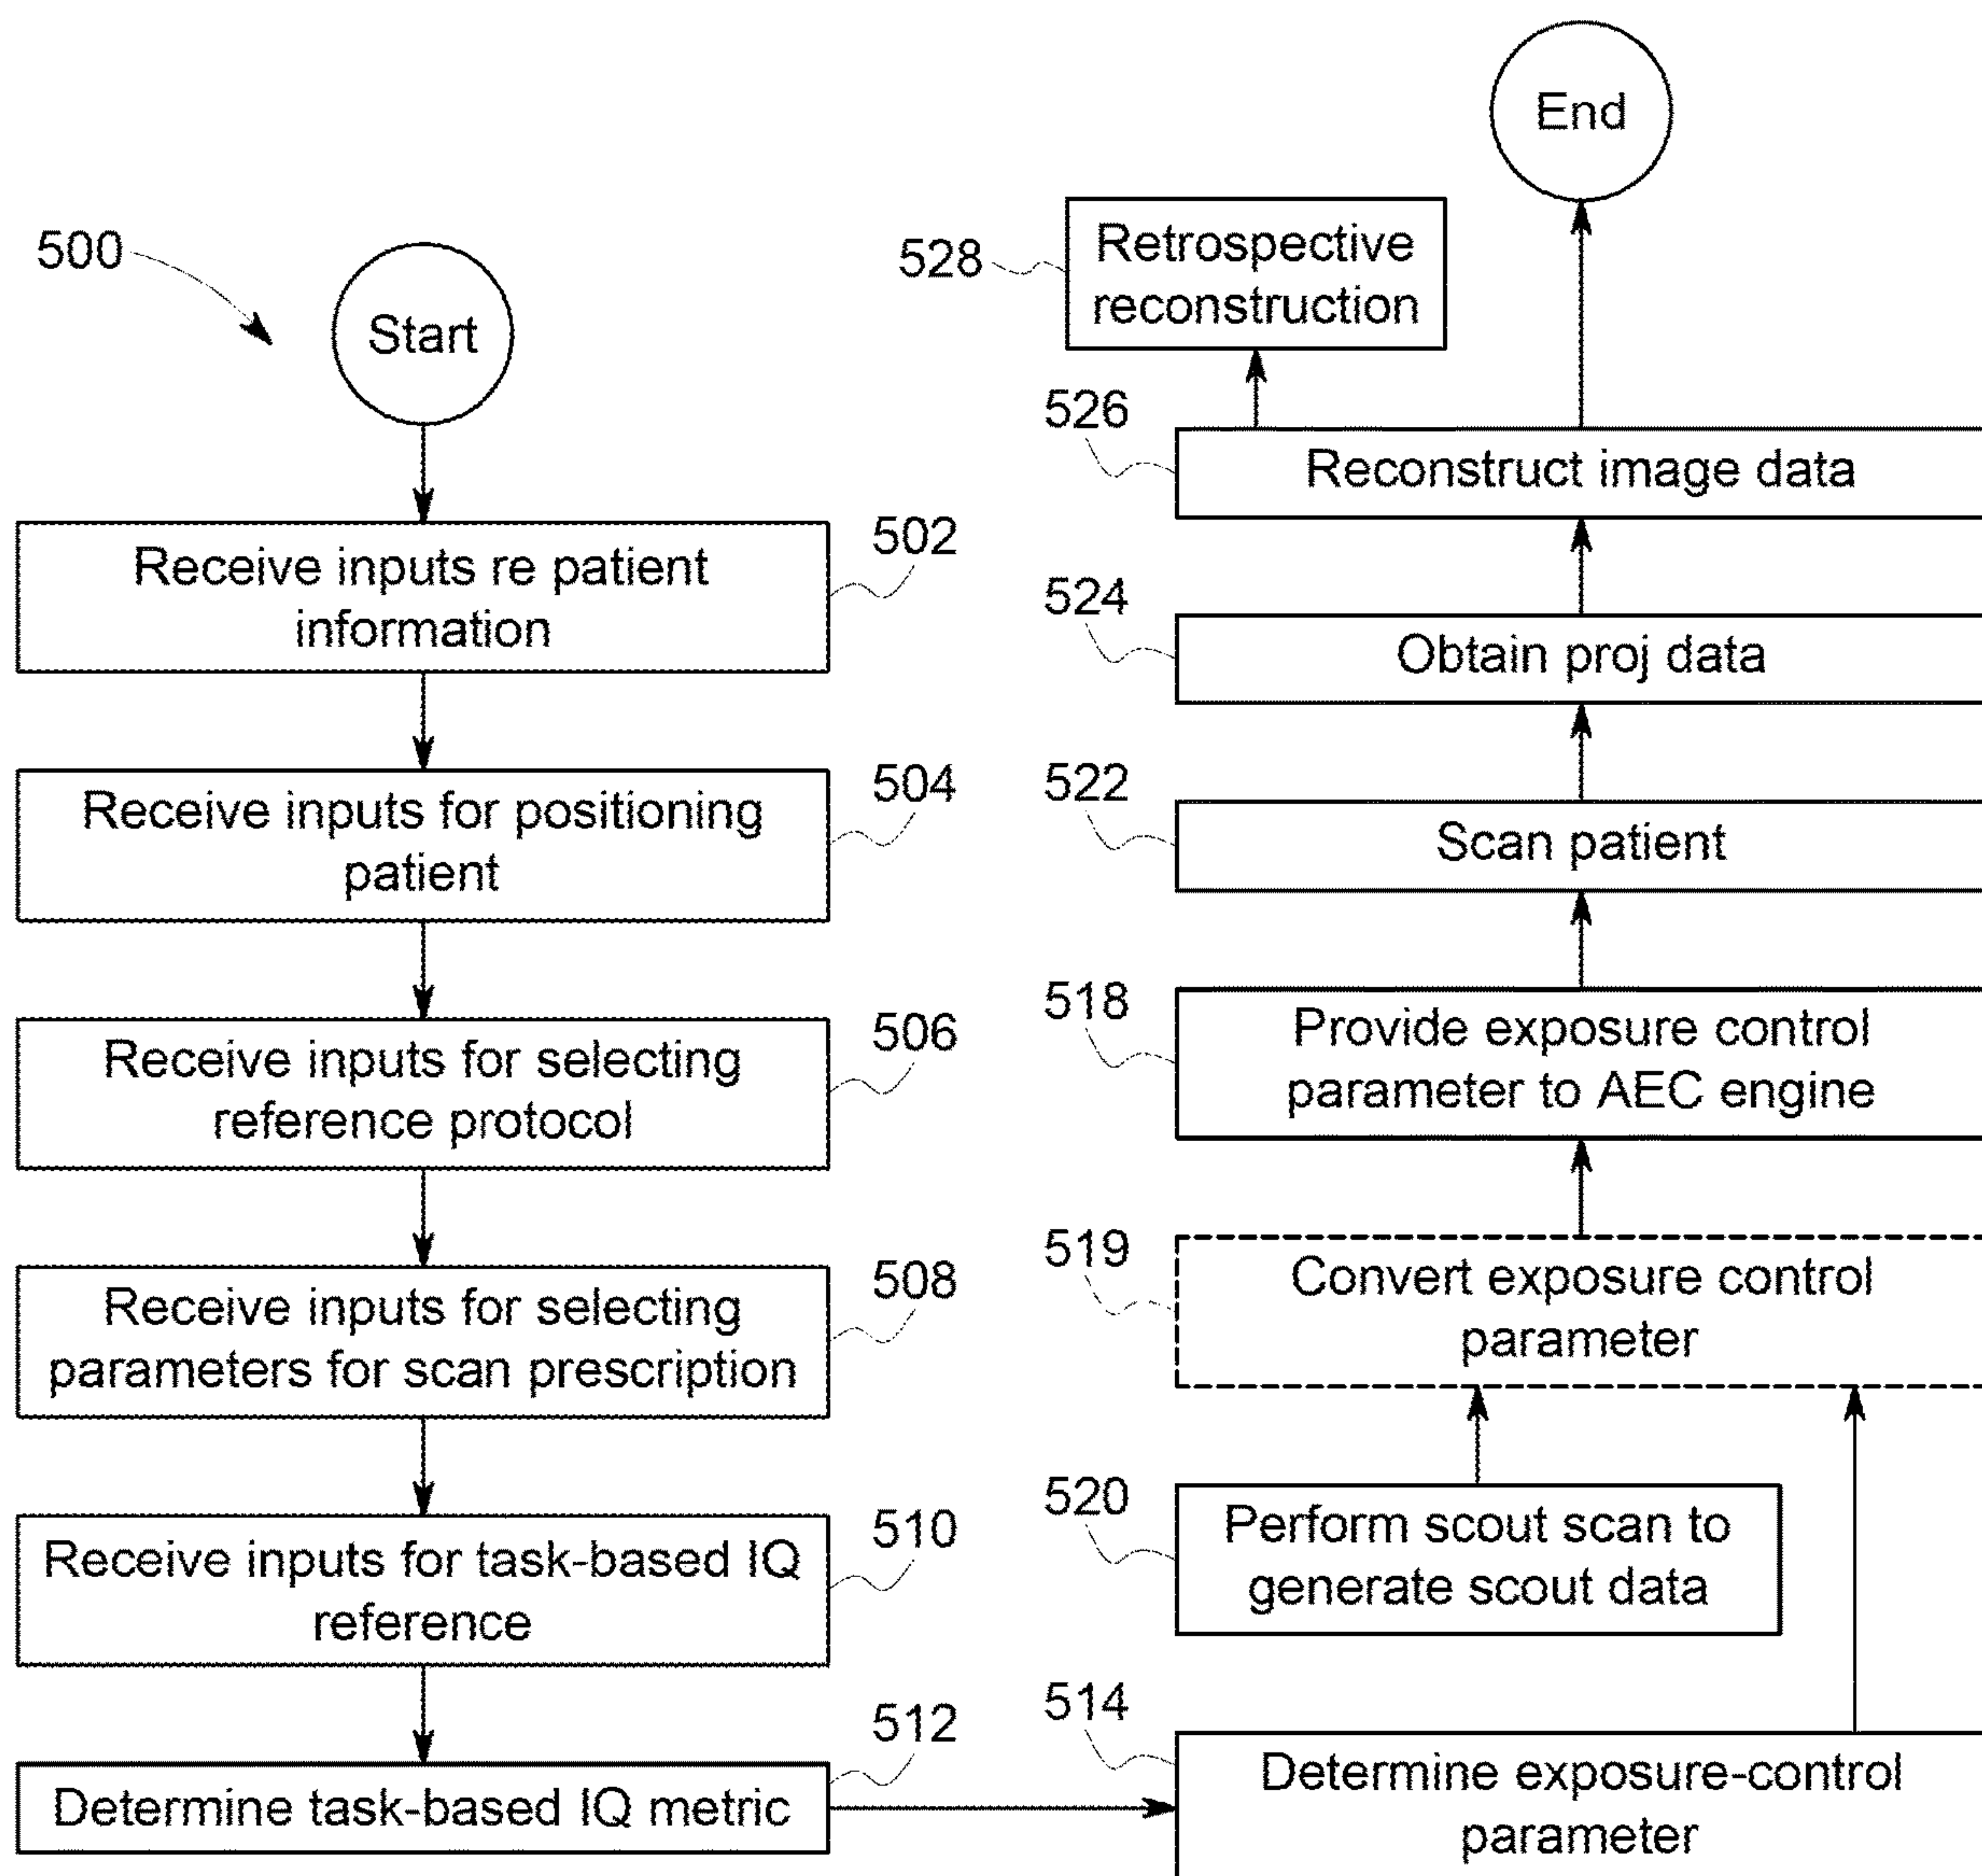 500
Start
Receive inputs re patient
information
502
Receive inputs for positioning
patient
504
Receive inputs for selecting
reference protocol
506
Receive inputs for selecting
parameters for scan prescription
508
Receive inputs for task-based IQ
reference
510
Determine task-based IQ metric
512
514
Determine exposure-control
parameter
520
Perform scout scan to
generate scout data
519
Convert exposure control
parameter
518
Provide exposure control
parameter to AEC engine
522
Scan patient
524
Obtain proj data
526
Reconstruct image data
528
Retrospective
reconstruction
End